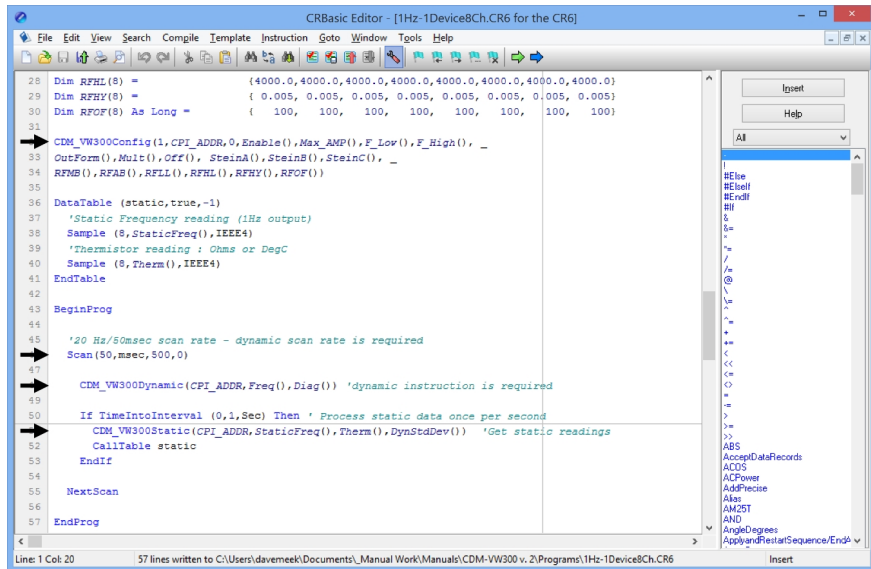 CRBasic Editor - [1Hz-1Device8Ch.CR6 for the CR6]
File Edit View Search Compile Template Instruction Goto Window Tools Help
28 Dim RFHL(8) = {4000.0,4000.0,4000.0,4000.0,4000.0,4000.0,4000.0,4000.0}
29 Dim RFHY(8) = { 0.005, 0.005, 0.005, 0.005, 0.005, 0.005, 0.005, 0.005}
30 Dim RFOF(8) As Long = { 100, 100, 100, 100, 100, 100, 100, 100}
31
CDM_VW300Config(1,CPI_ADDR,0,Enable(),Max_AMP(),F_Low(),F_High(), _
33 OutForm(),Mult(),Off(), SteinA(),SteinB(),SteinC(), _
34 RFMB(),RFAB(),RFLL(),RFHL(),RFHY(),RFOF())
35
36 DataTable (static,true,-1)
37 'Static Frequency reading (1Hz output)
38 Sample (8,StaticFreq(),IEEE4)
39 'Thermistor reading : Ohms or DegC
40 Sample (8,Therm(),IEEE4)
41 EndTable
42
43 BeginProg
44
45 '20 Hz/50msec scan rate - dynamic scan rate is required
Scan(50,msec,500,0)
47
CDM_VW300Dynamic(CPI_ADDR,Freq(),Diag()) 'dynamic instruction is required
49
50 If TimeIntoInterval (0,1,Sec) Then ' Process static data once per second
CDM_VW300Static(CPI_ADDR,StaticFreq(),Therm(),DynStdDev()) 'Get static readings
52 CallTable static
53 EndIf
54
55 NextScan
56
57 EndProg
Insert
Help
All
-
!
#Else
#ElseIf
#EndIf
#If
&
&=
*
*=
/
/=
@
\
\=
^
^=
+
+=
<
<<
<=
<>
=
-=
>
>=
>>
ABS
AcceptDataRecords
ACOS
ACPower
AddPrecise
Alias
AM25T
AND
AngleDegrees
ApplyandRestartSequence/EndA
Line: 1 Col: 20 57 lines written to C:\Users\davemeek\Documents\_Manual Work\Manuals\CDM-VW300 v. 2\Programs\1Hz-1Device8Ch.CR6 Insert